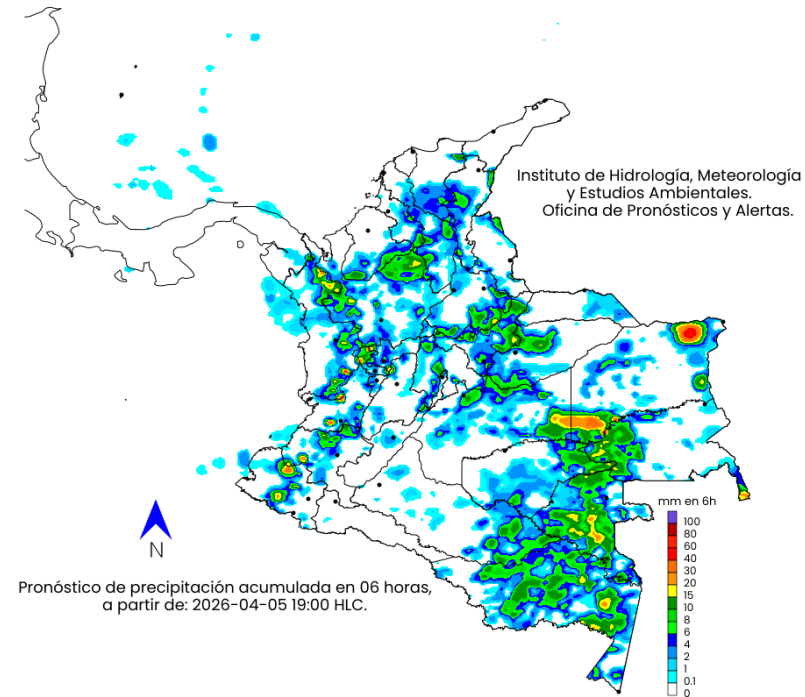 Instituto de Hidrología, Meteorología
y Estudios Ambientales.
Oficina de Pronósticos y Alertas.
N
Pronóstico de precipitación acumulada en 06 horas,
a partir de: 2026-04-05 19:00 HLC.
mm en 6h
100
80
60
40
30
20
15
10
8
6
4
2
1
0.1
0